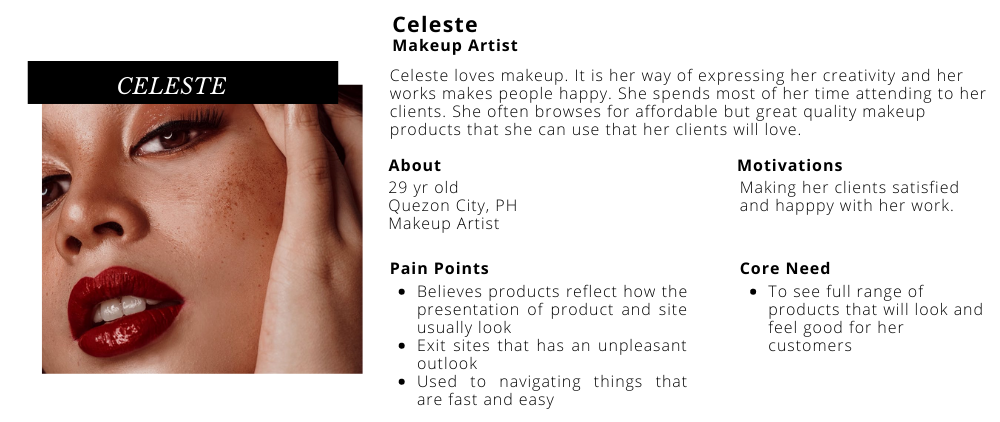 CELESTE
Celeste
Makeup Artist
Celeste loves makeup. It is her way of expressing her creativity and her
works makes people happy. She spends most of her time attending to her
clients. She often browses for affordable but great quality makeup
products that she can use that her clients will love.
About
29 yr old
Quezon City, PH
Makeup Artist
Motivations
Making her clients satisfied
and happpy with her work.
Pain Points
• Believes products reflect how the
presentation of product and site
usually look
• Exit sites that has an unpleasant
outlook
• Used to navigating things that
are fast and easy
Core Need
• To see full range of
products that will look and
feel good for her
customers